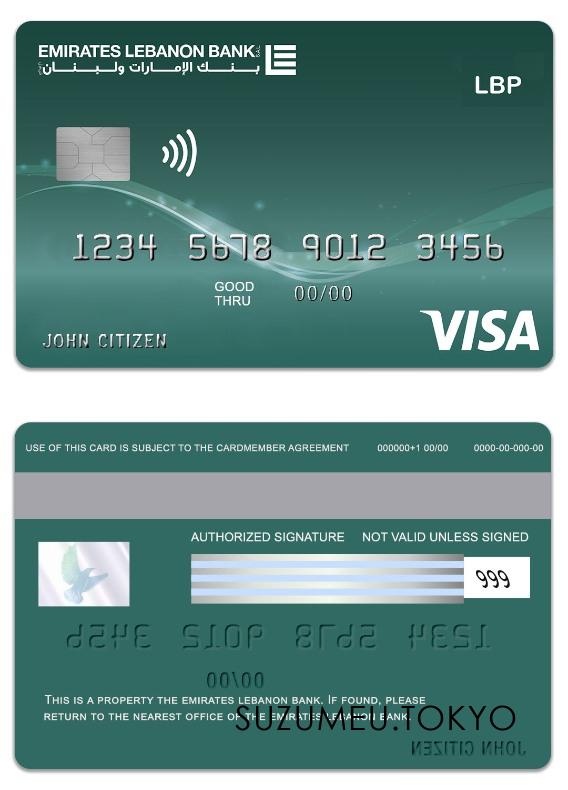 EMIRATES LEBANON BANK SAL
بنك الإمارات ولبنان ش.م.ل
LBP
1234 5678 9012 3456
GOOD THRU 00/00
JOHN CITIZEN
VISA
USE OF THIS CARD IS SUBJECT TO THE CARDMEMBER AGREEMENT 000000+1 00/00 0000-00-000-00
AUTHORIZED SIGNATURE NOT VALID UNLESS SIGNED
999
1234 5678 9012 3456
00/00
THIS IS A PROPERTY THE EMIRATES LEBANON BANK. IF FOUND, PLEASE
RETURN TO THE NEAREST OFFICE OF THE EMIRATES LEBANON BANK.
SUZUMEU.TOKYO
JOHN CITIZEN